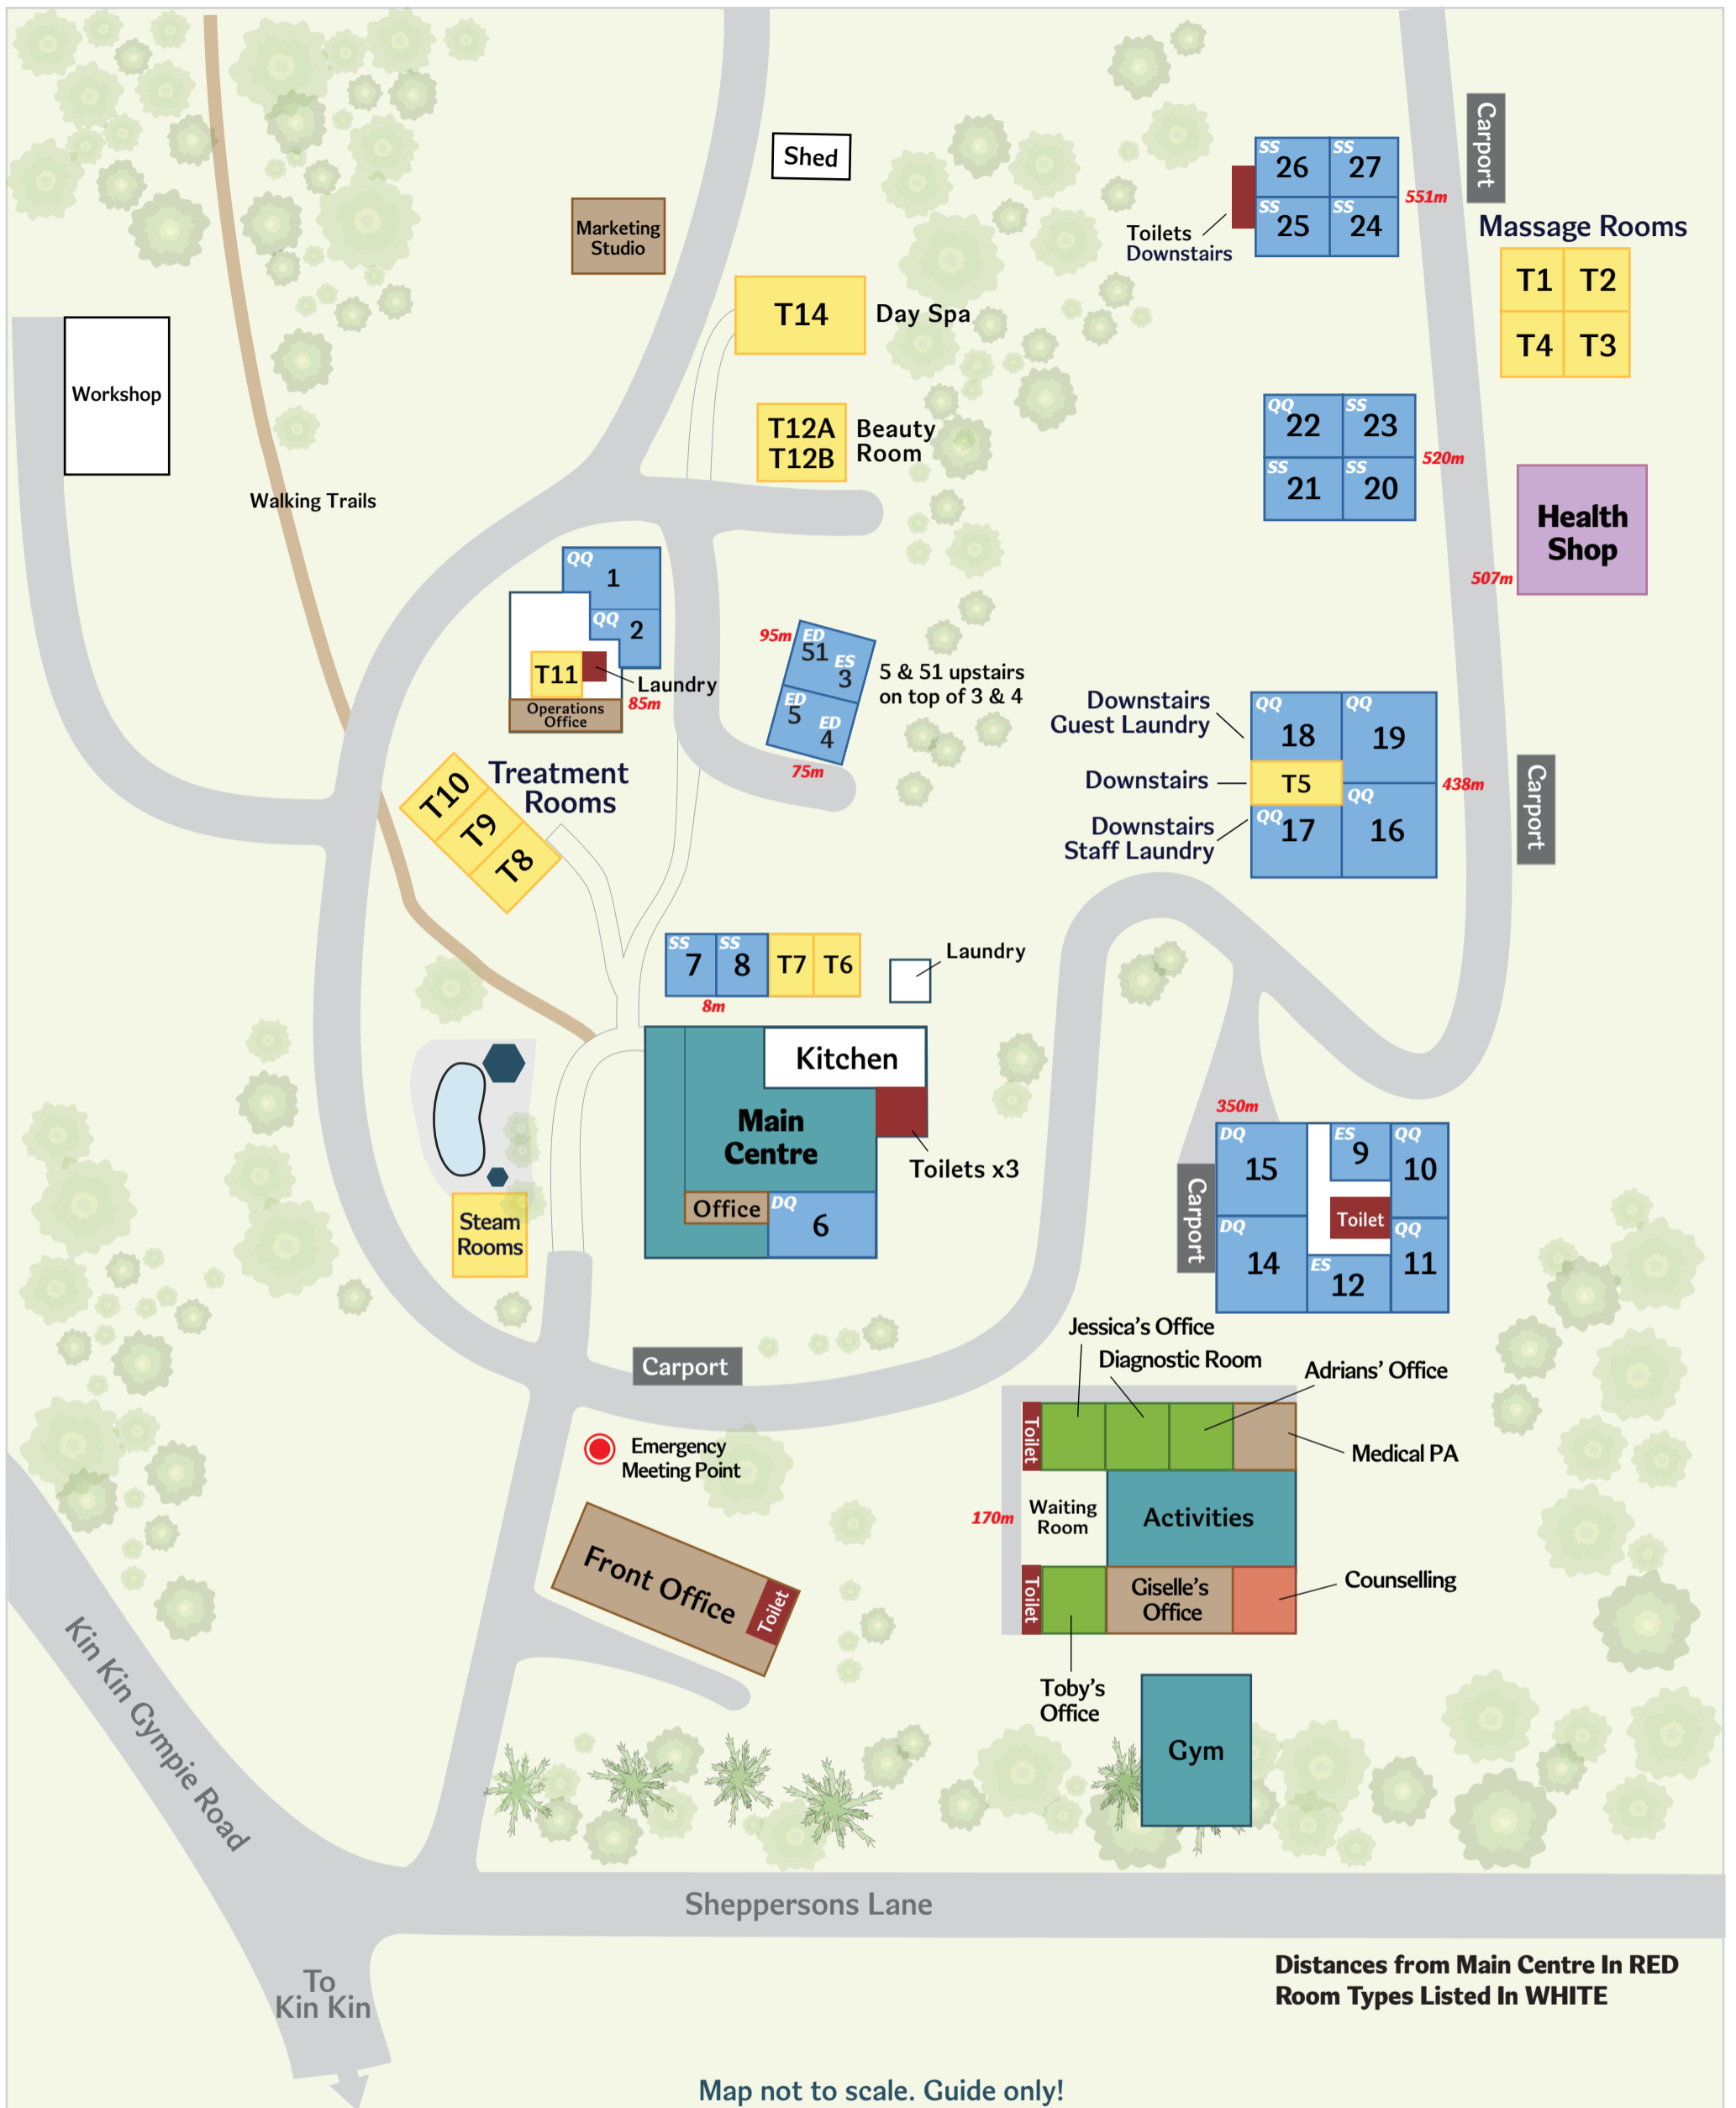 Shed
Marketing
Studio
Carport
SS
26
SS
27
SS
25
SS
24
551m
Toilets
Downstairs
Massage Rooms
T1
T2
T4
T3
T14
Day Spa
Workshop
T12A
T12B
Beauty
Room
QQ
22
SS
23
SS
21
20
520m
Walking Trails
Health
Shop
507m
QQ
1
QQ
2
T11
Laundry
85m
Operations
Office
95m
ED
51
ES
3
ED
5
ED
4
75m
5 & 51 upstairs
on top of 3 & 4
Downstairs
Guest Laundry
Downstairs
Downstairs
Staff Laundry
QQ
18
QQ
19
T5
QQ
17
QQ
16
438m
Carport
Treatment
Rooms
T10
T9
T8
SS
7
SS
8
T7
T6
8m
Laundry
Kitchen
Main
Centre
Toilets x3
Office
DQ
6
Steam
Rooms
350m
DQ
15
ES
9
QQ
10
Toilet
DQ
14
ES
12
QQ
11
Carport
Carport
Jessica's Office
Diagnostic Room
Adrians' Office
Toilet
Medical PA
Emergency
Meeting Point
170m
Waiting
Room
Activities
Front Office
Toilet
Toilet
Giselle's
Office
Counselling
Toby's
Office
Gym
Kin Kin Gympie Road
Sheppersons Lane
To
Kin Kin
Distances from Main Centre In RED
Room Types Listed In WHITE
Map not to scale. Guide only!